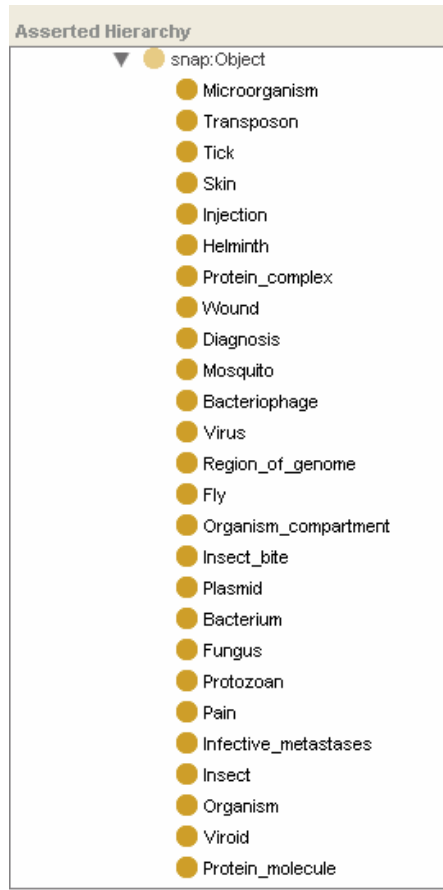 Asserted Hierarchy
snap:Object
Microorganism
Transposon
Tick
Skin
Injection
Helminth
Protein_complex
Wound
Diagnosis
Mosquito
Bacteriophage
Virus
Region_of_genome
Fly
Organism_compartment
Insect_bite
Plasmid
Bacterium
Fungus
Protozoan
Pain
Infective_metastases
Insect
Organism
Viroid
Protein_molecule